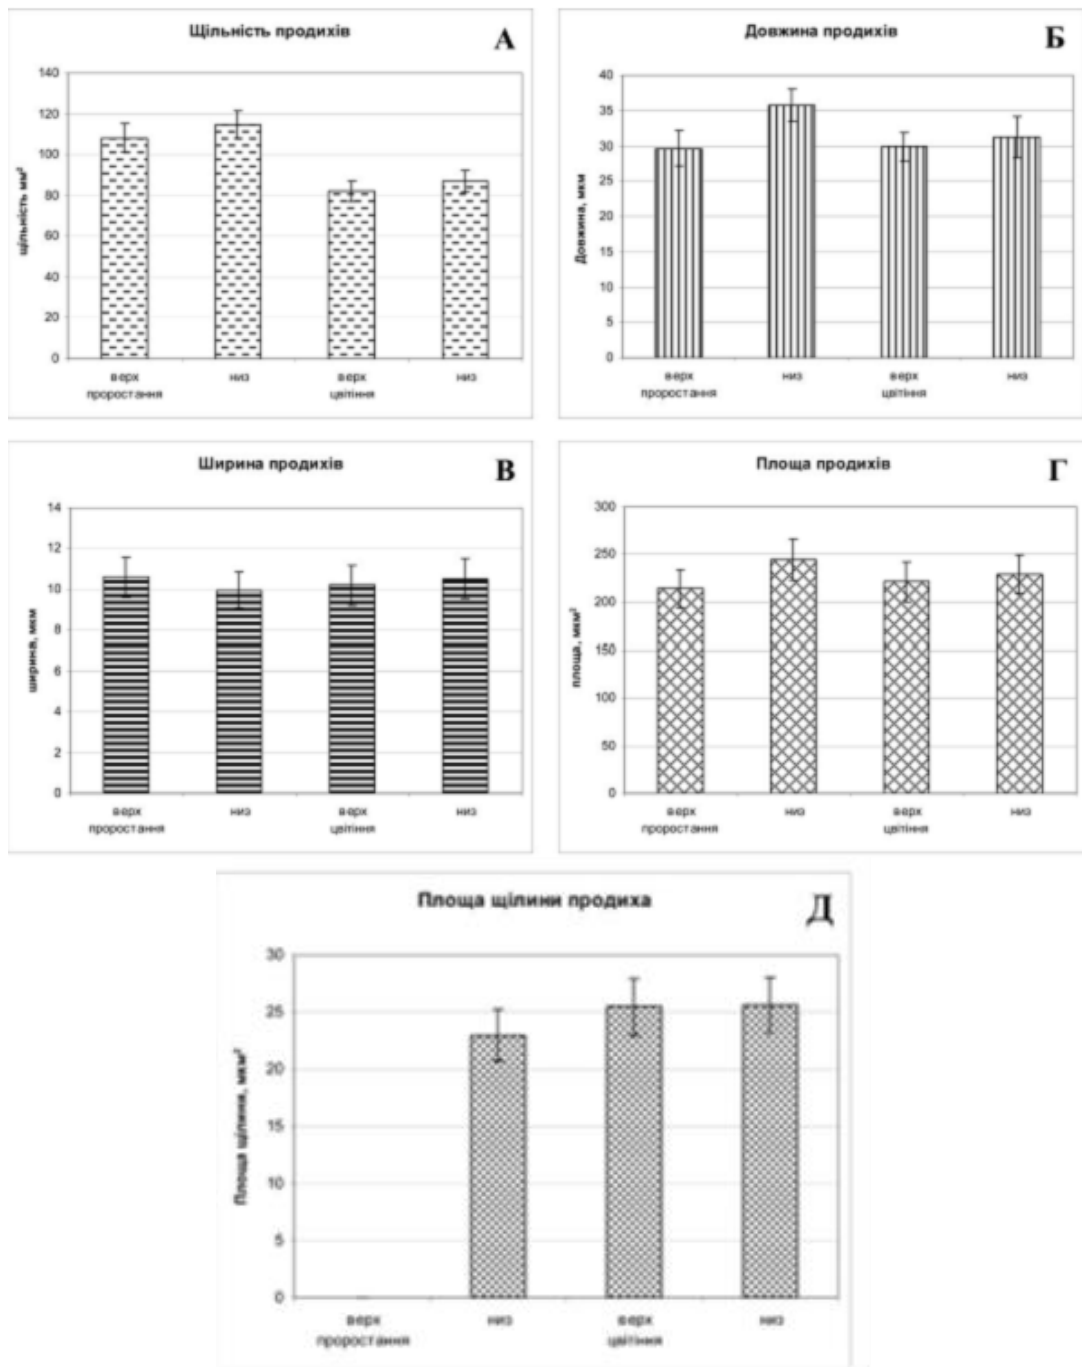 Щільність продихів
А
140
120
100
80
60
40
20
0
щільність мм²
верх низ верх низ
проростання цвітіння
Довжина продихів
Б
40
35
30
25
20
15
10
5
0
Довжина, мкм
верх низ верх низ
проростання цвітіння
Ширина продихів
В
14
12
10
8
6
4
2
0
ширина, мкм
верх низ верх низ
проростання цвітіння
Площа продихів
Г
300
250
200
150
100
50
0
площа, мкм²
верх низ верх низ
проростання цвітіння
Площа щілини продиха
Д
30
25
20
15
10
5
0
Площа щілини, мкм²
верх низ верх низ
проростання цвітіння